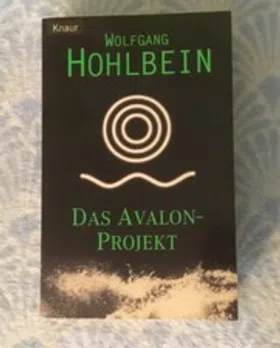 Knaur
WOLFGANG
HOHLBEIN
DAS AVALON-
PROJEKT